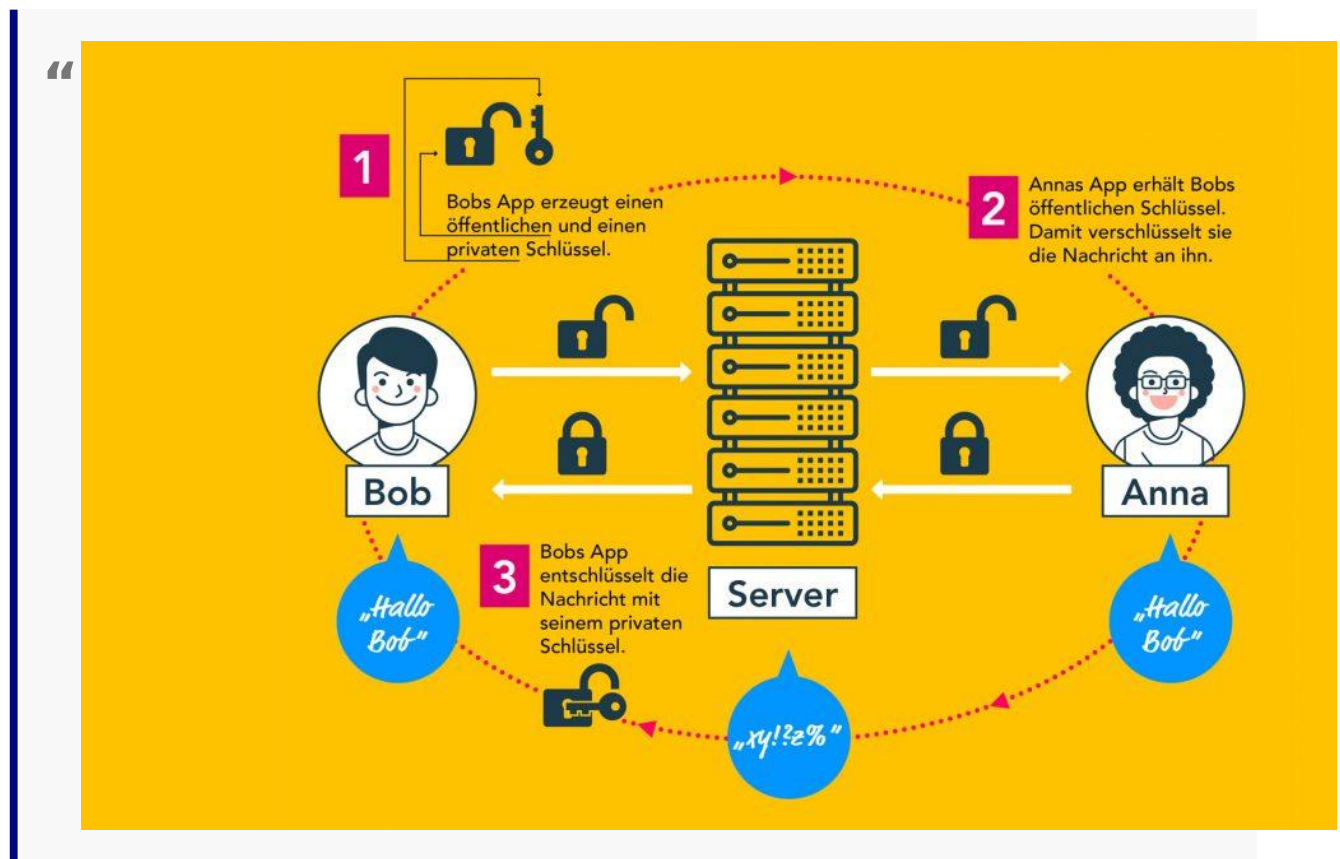 “
1
Bobs App erzeugt einen
öffentlichen und einen
privaten Schlüssel.
2
Annas App erhält Bobs
öffentlichen Schlüssel.
Damit verschlüsselt sie
die Nachricht an ihn.
Bob
Anna
3
Bobs App
entschlüsselt die
Nachricht mit
seinem privaten
Schlüssel.
Server
„Hallo
Bob“
„xy!?z%“
„Hallo
Bob“